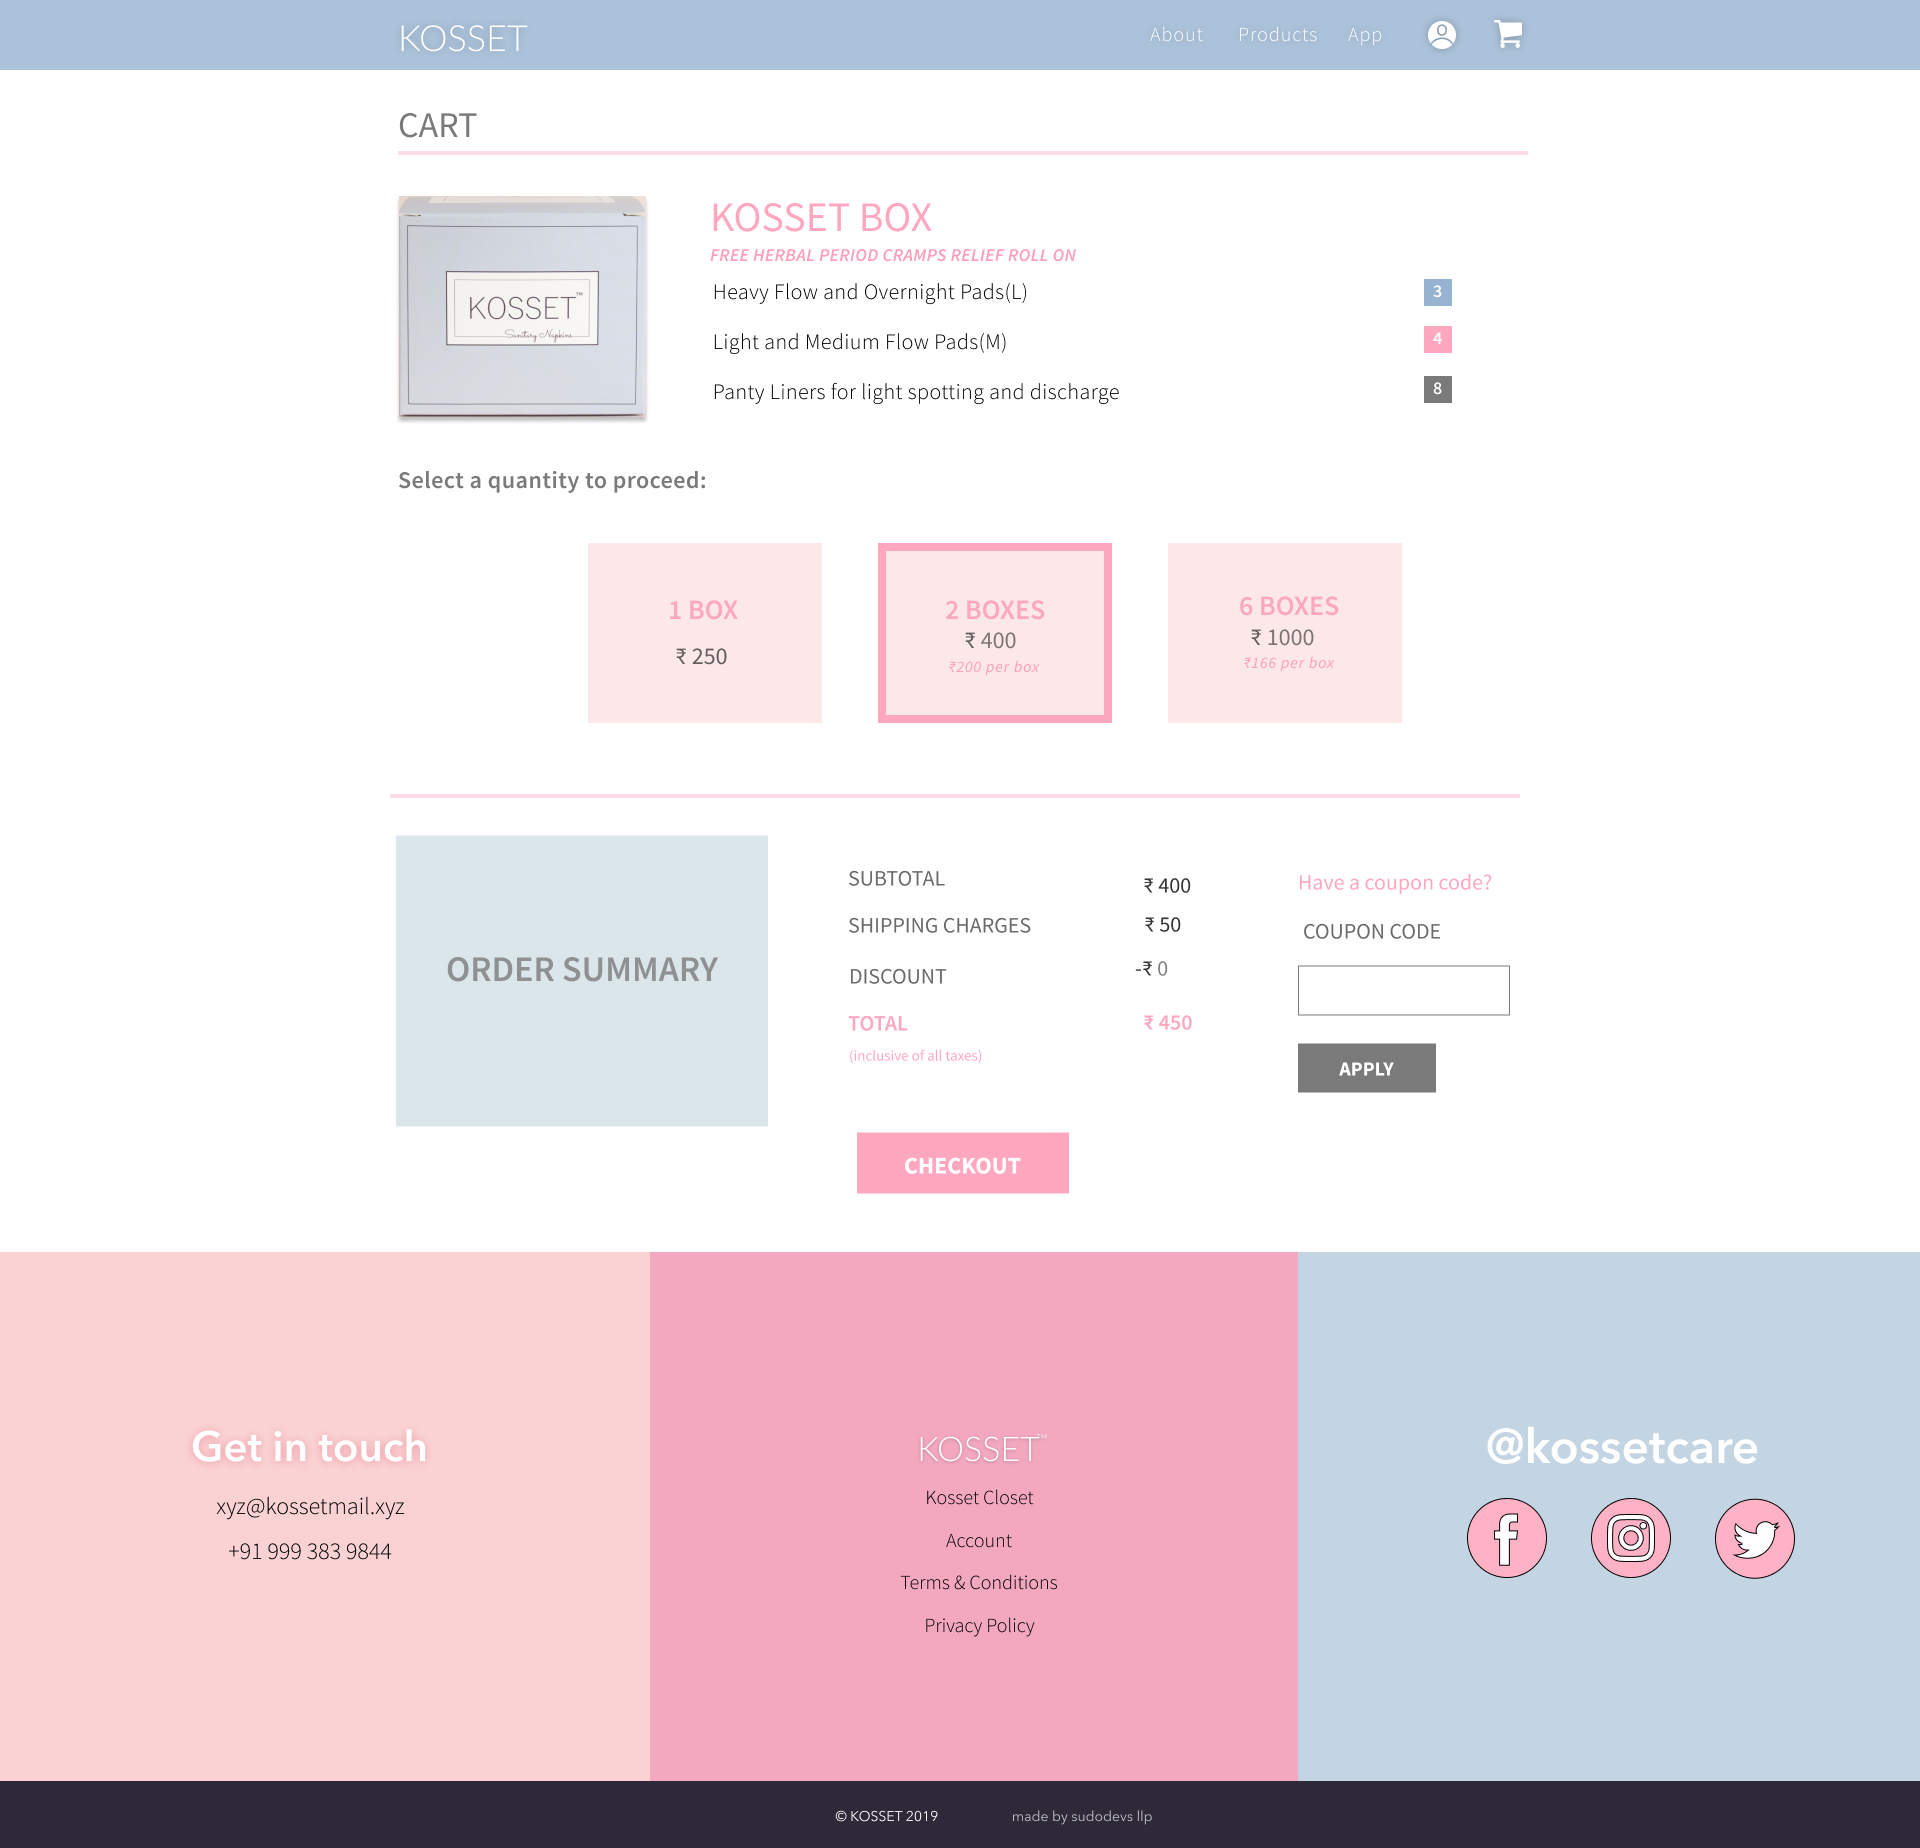 KOSSET
About Products App
CART
KOSSET™
Sanitary Napkins
KOSSET BOX
FREE HERBAL PERIOD CRAMPS RELIEF ROLL ON
Heavy Flow and Overnight Pads(L) 3
Light and Medium Flow Pads(M) 4
Panty Liners for light spotting and discharge 8
Select a quantity to proceed:
1 BOX
₹ 250
2 BOXES
₹ 400
₹200 per box
6 BOXES
₹ 1000
₹166 per box
ORDER SUMMARY
SUBTOTAL ₹ 400
SHIPPING CHARGES ₹ 50
DISCOUNT -₹ 0
TOTAL ₹ 450
(inclusive of all taxes)
Have a coupon code?
COUPON CODE
APPLY
CHECKOUT
Get in touch
xyz@kossetmail.xyz
+91 999 383 9844
KOSSET™
Kosset Closet
Account
Terms & Conditions
Privacy Policy
@kossetcare
© KOSSET 2019 made by sudodevs llp